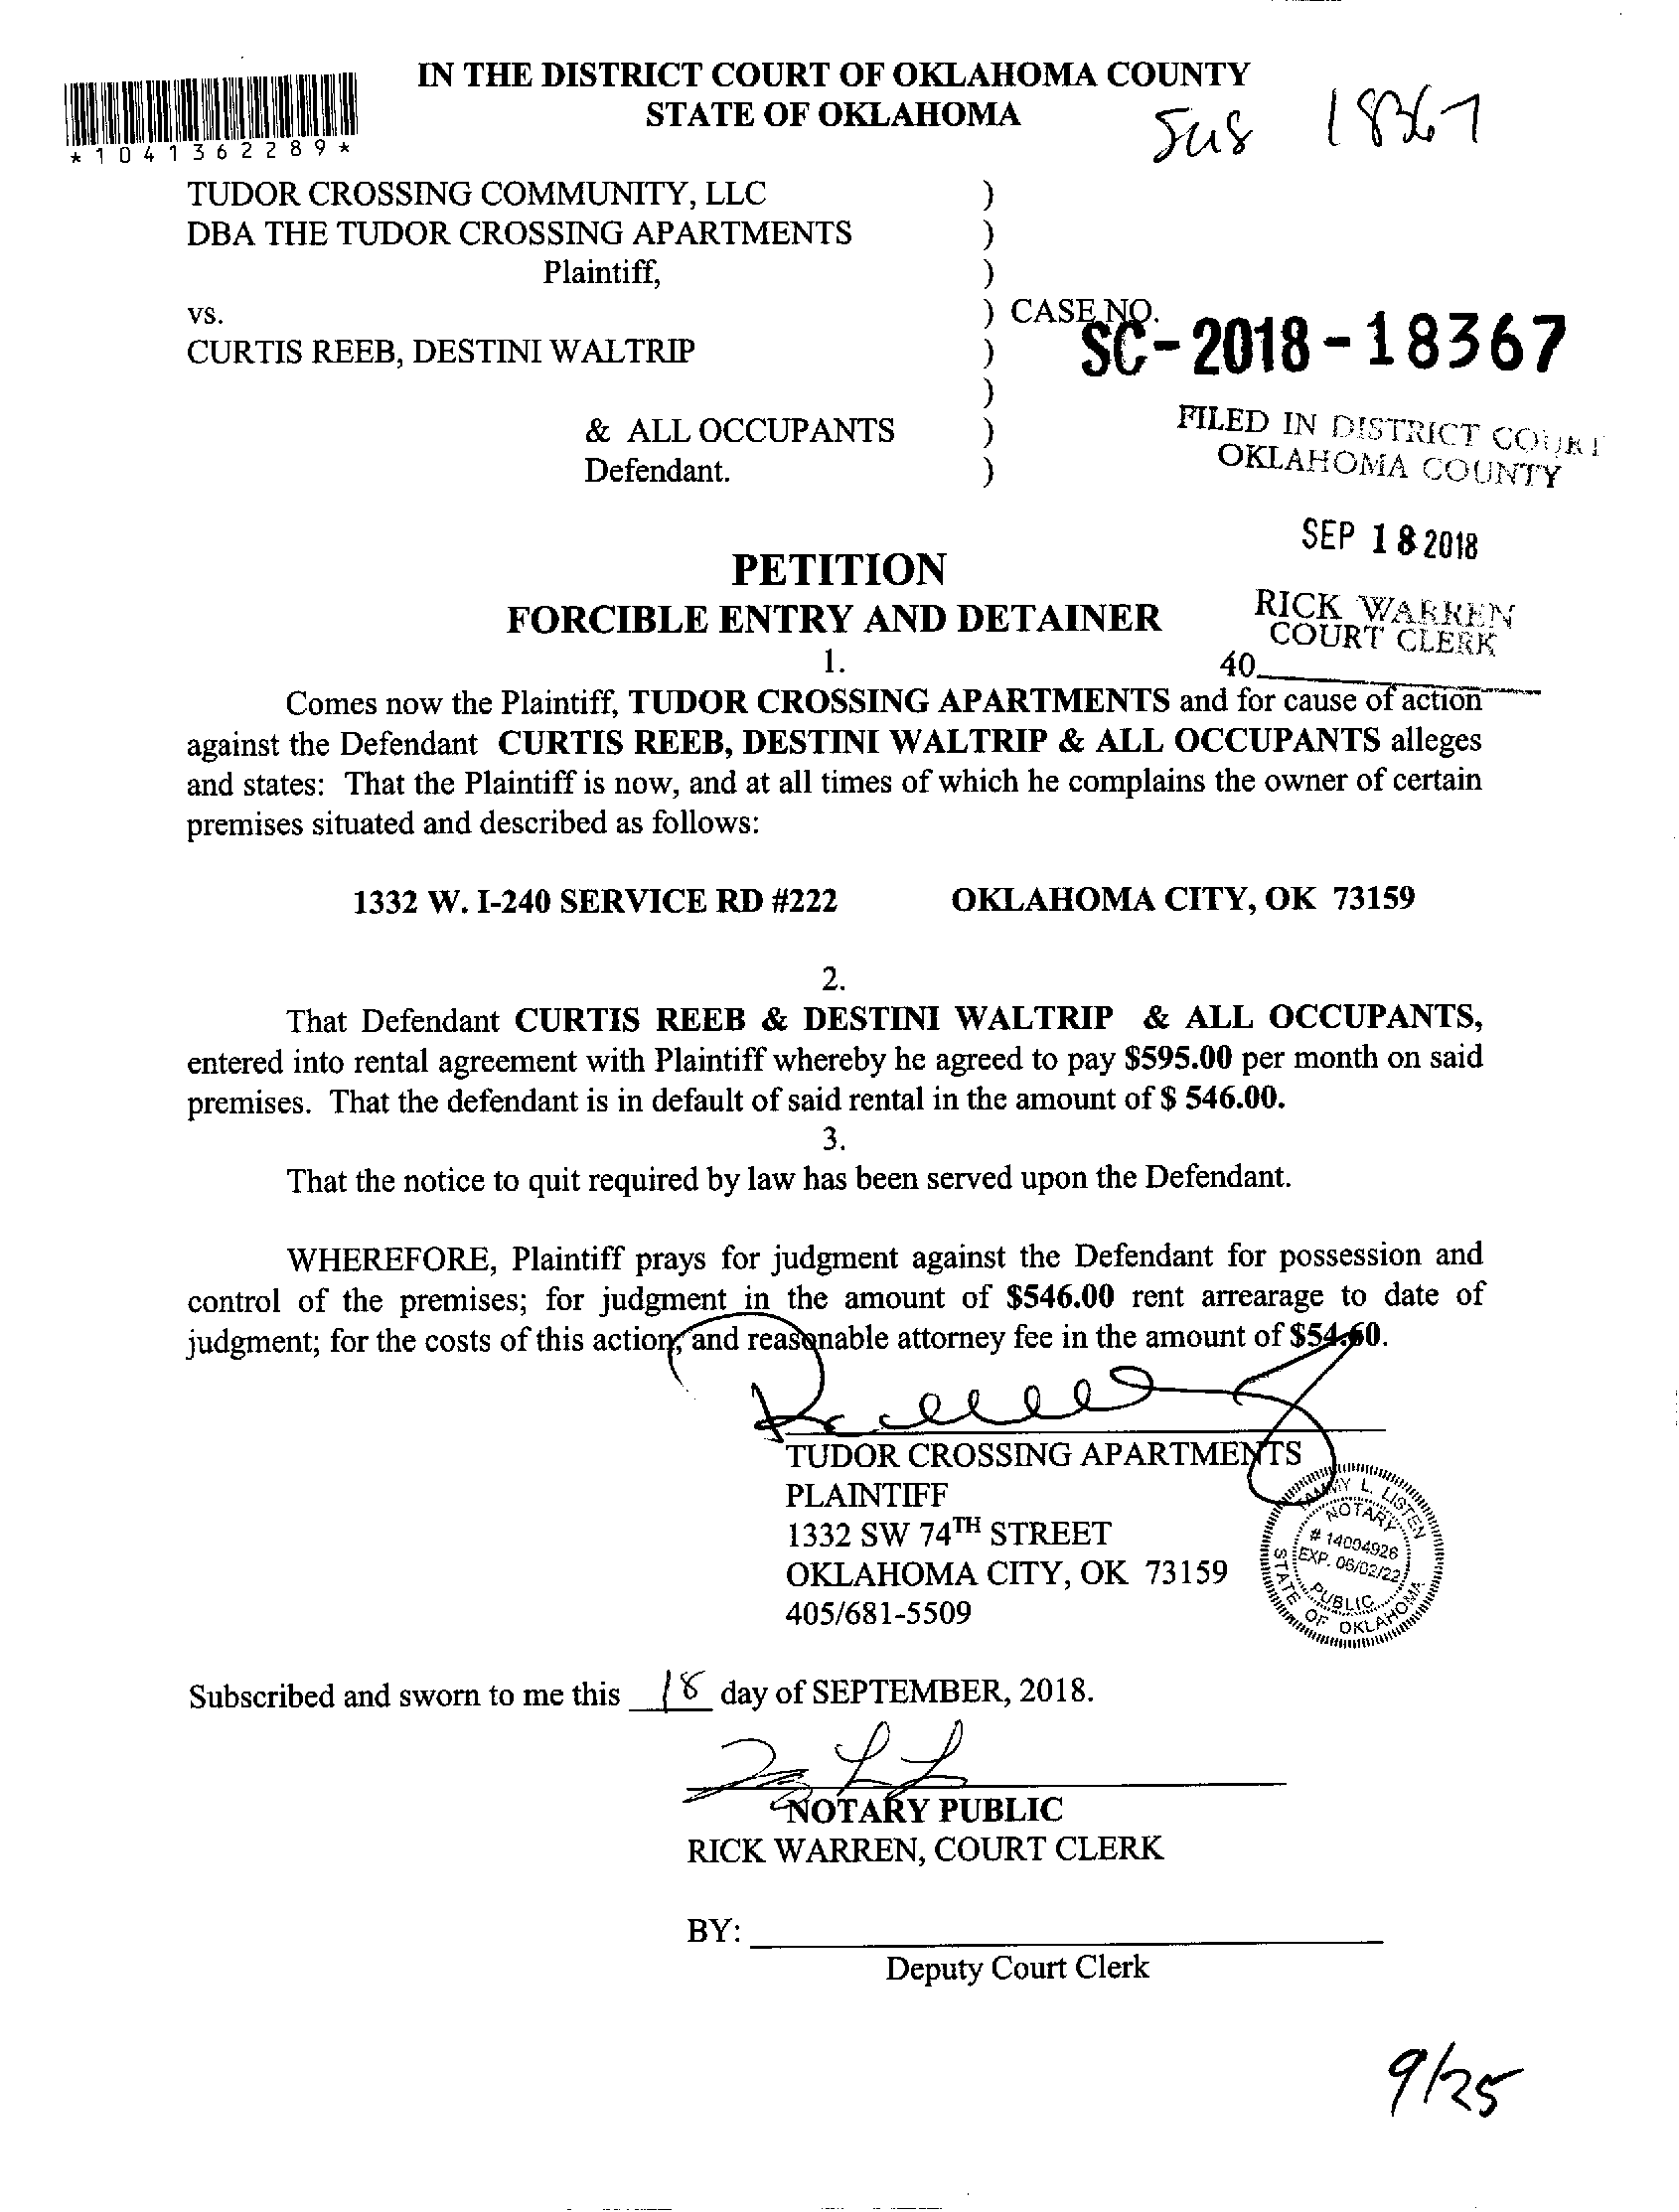 IN THE DISTRICT COURT OF OKLAHOMA COUNTY
STATE OF OKLAHOMA
18367
*1041362289*
TUDOR CROSSING COMMUNITY, LLC )
DBA THE TUDOR CROSSING APARTMENTS )
Plaintiff, )
vs. ) CASE NO.
SC-2018-18367
CURTIS REEB, DESTINI WALTRIP )
)
& ALL OCCUPANTS )
Defendant. )
FILED IN DISTRICT COURT
OKLAHOMA COUNTY
SEP 18 2018
RICK WARREN
COURT CLERK
40
PETITION
FORCIBLE ENTRY AND DETAINER
1.
Comes now the Plaintiff, TUDOR CROSSING APARTMENTS and for cause of action
against the Defendant CURTIS REEB, DESTINI WALTRIP & ALL OCCUPANTS alleges
and states: That the Plaintiff is now, and at all times of which he complains the owner of certain
premises situated and described as follows:
1332 W. I-240 SERVICE RD #222 OKLAHOMA CITY, OK 73159
2.
That Defendant CURTIS REEB & DESTINI WALTRIP & ALL OCCUPANTS,
entered into rental agreement with Plaintiff whereby he agreed to pay $595.00 per month on said
premises. That the defendant is in default of said rental in the amount of $ 546.00.
3.
That the notice to quit required by law has been served upon the Defendant.
WHEREFORE, Plaintiff prays for judgment against the Defendant for possession and
control of the premises; for judgment in the amount of $546.00 rent arrearage to date of
judgment; for the costs of this action, and reasonable attorney fee in the amount of $54.60.
TUDOR CROSSING APARTMENTS
PLAINTIFF
1332 SW 74TH STREET
OKLAHOMA CITY, OK 73159
405/681-5509
TAMMY L. LISTEN
NOTARY
# 14004926
EXP. 06/02/22
PUBLIC
STATE OF OKLAHOMA
Subscribed and sworn to me this 18 day of SEPTEMBER, 2018.
NOTARY PUBLIC
RICK WARREN, COURT CLERK
BY:
Deputy Court Clerk
9/25